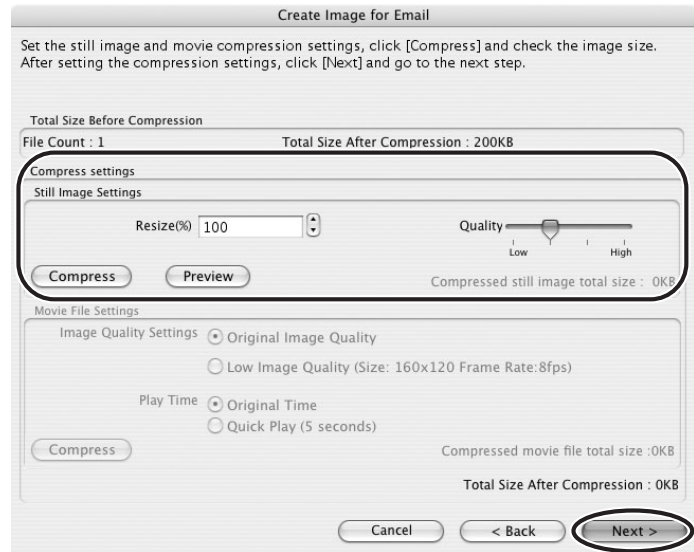 Create Image for Email
Set the still image and movie compression settings, click [Compress] and check the image size.
After setting the compression settings, click [Next] and go to the next step.
Total Size Before Compression
File Count : 1 Total Size After Compression : 200KB
Compress settings
Still Image Settings
Resize(%) 100 Quality
Low High
Compress Preview Compressed still image total size : 0KB
Movie File Settings
Image Quality Settings Original Image Quality
Low Image Quality (Size: 160x120 Frame Rate:8fps)
Play Time Original Time
Quick Play (5 seconds)
Compress Compressed movie file total size :0KB
Total Size After Compression : 0KB
Cancel < Back Next >